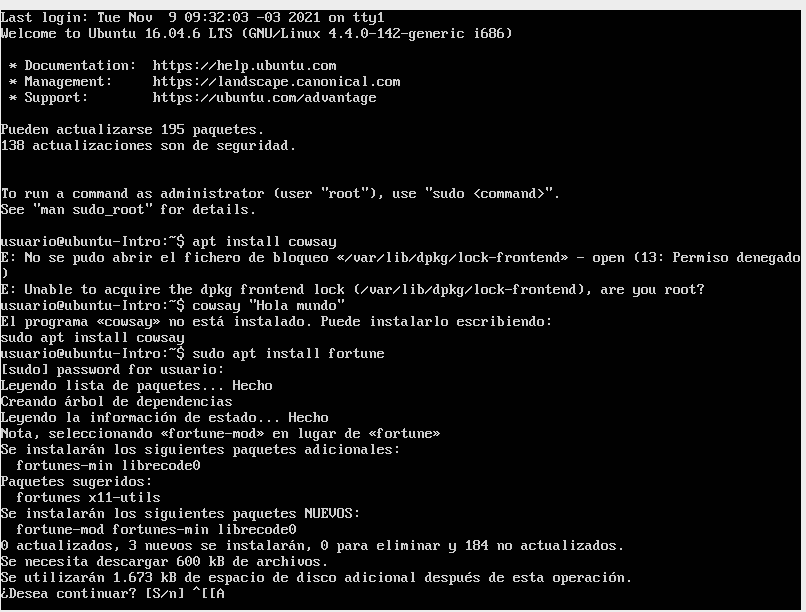 Last login: Tue Nov  9 09:32:03 -03 2021 on tty1
Welcome to Ubuntu 16.04.6 LTS (GNU/Linux 4.4.0-142-generic i686)
 * Documentation:  https://help.ubuntu.com
 * Management:     https://landscape.canonical.com
 * Support:        https://ubuntu.com/advantage
Pueden actualizarse 195 paquetes.
138 actualizaciones son de seguridad.
To run a command as administrator (user "root"), use "sudo <command>".
See "man sudo_root" for details.
usuario@ubuntu-Intro:~$ apt install cowsay
E: No se pudo abrir el fichero de bloqueo «/var/lib/dpkg/lock-frontend» - open (13: Permiso denegado
)
E: Unable to acquire the dpkg frontend lock (/var/lib/dpkg/lock-frontend), are you root?
usuario@ubuntu-Intro:~$ cowsay "Hola mundo"
El programa «cowsay» no está instalado. Puede instalarlo escribiendo:
sudo apt install cowsay
usuario@ubuntu-Intro:~$ sudo apt install fortune
[sudo] password for usuario:
Leyendo lista de paquetes... Hecho
Creando árbol de dependencias
Leyendo la información de estado... Hecho
Nota, seleccionando «fortune-mod» en lugar de «fortune»
Se instalarán los siguientes paquetes adicionales:
  fortunes-min librecode0
Paquetes sugeridos:
  fortunes x11-utils
Se instalarán los siguientes paquetes NUEVOS:
  fortune-mod fortunes-min librecode0
0 actualizados, 3 nuevos se instalarán, 0 para eliminar y 184 no actualizados.
Se necesita descargar 600 kB de archivos.
Se utilizarán 1.673 kB de espacio de disco adicional después de esta operación.
¿Desea continuar? [S/n] ^[[A